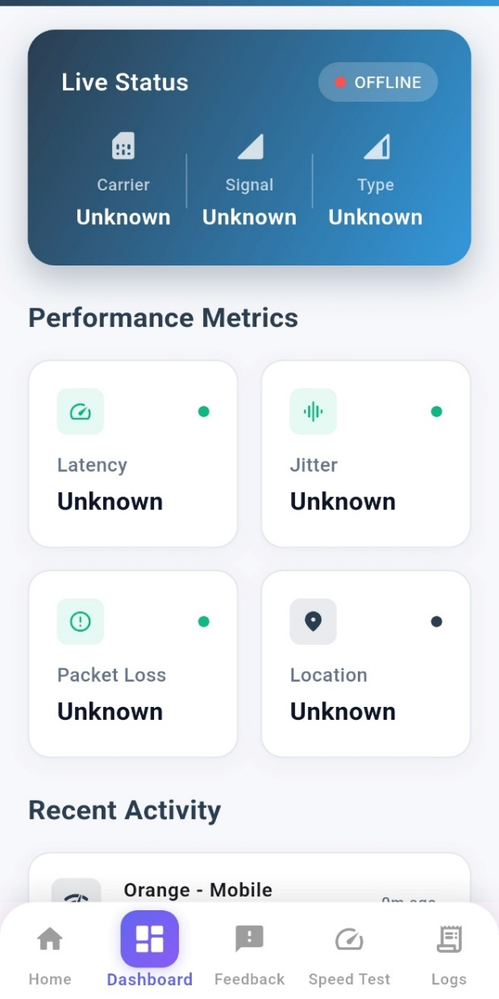 Live Status
OFFLINE
Carrier Signal Type
Unknown Unknown Unknown
Performance Metrics
Latency Jitter
Unknown Unknown
Packet Loss Location
Unknown Unknown
Recent Activity
Orange - Mobile
Home Dashboard Feedback Speed Test Logs